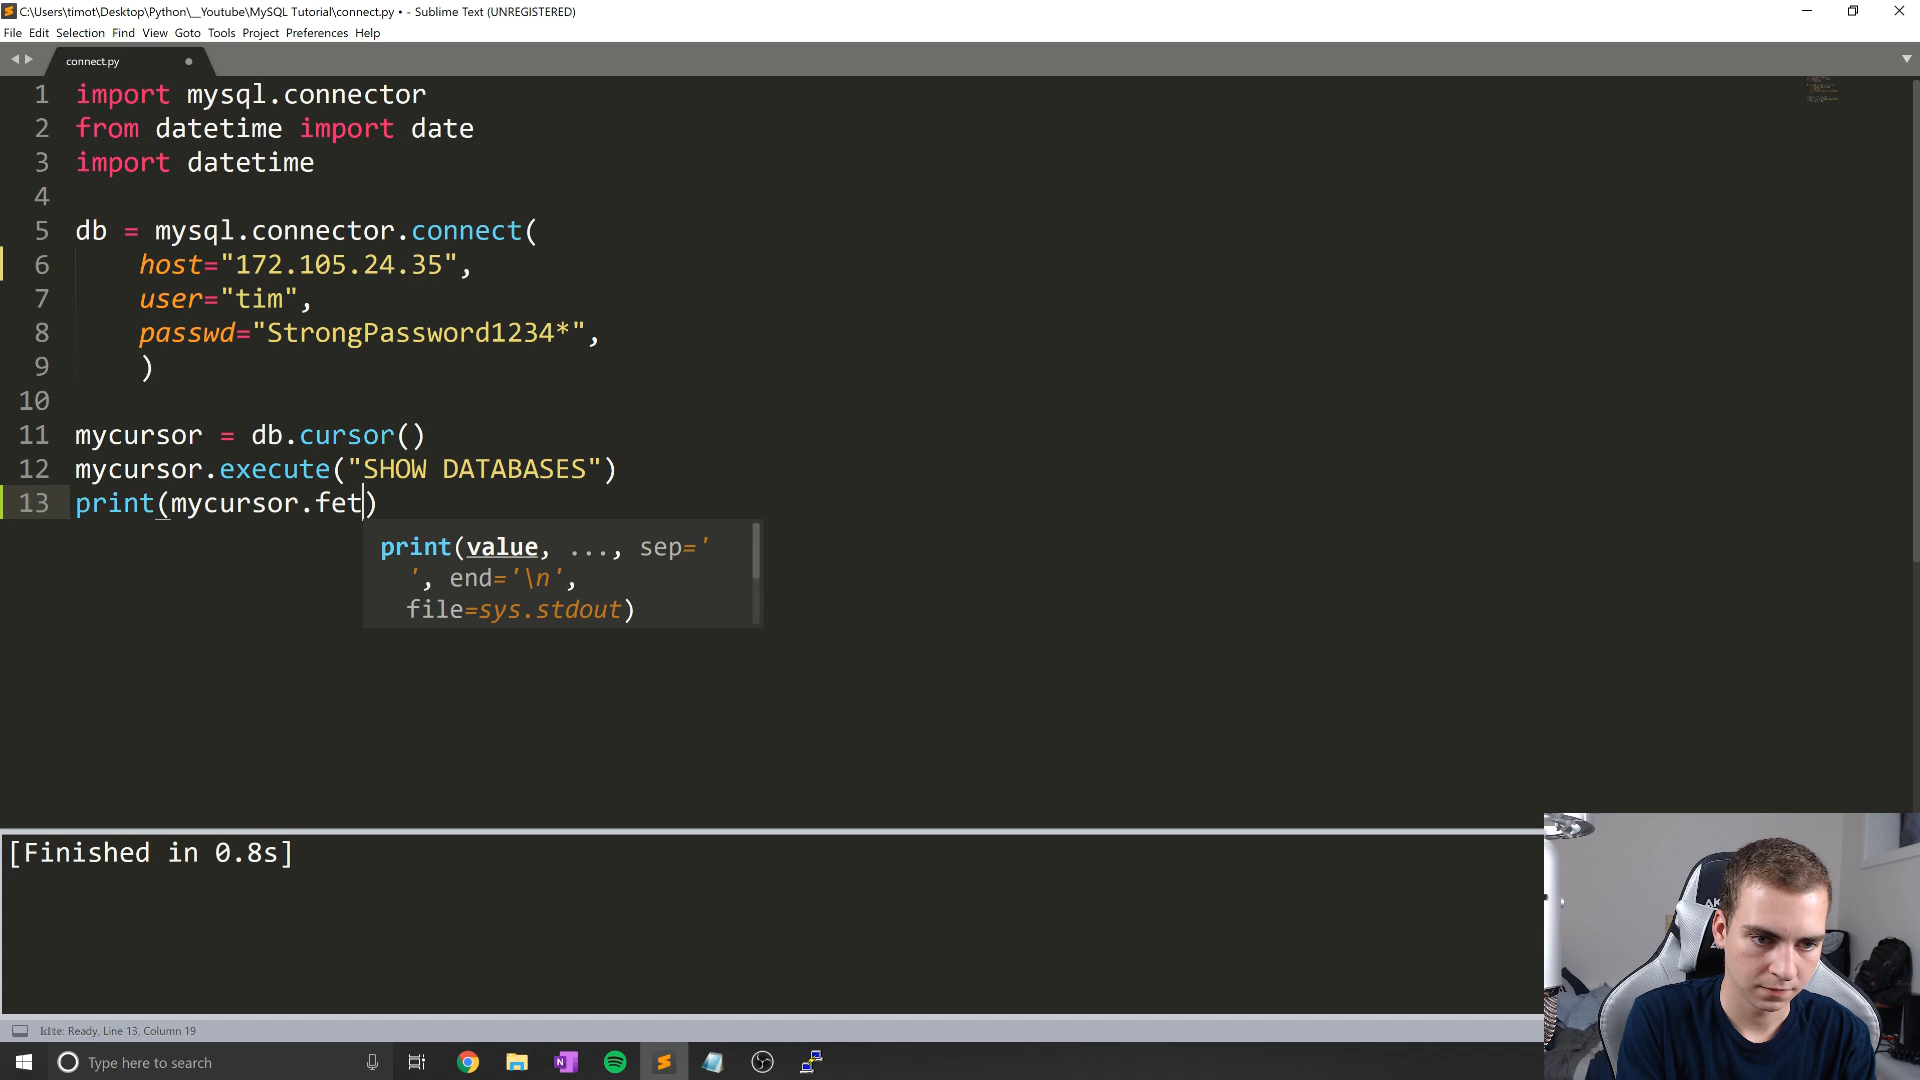 C:\Users\timot\Desktop\Python\__Youtube\MySQL Tutorial\connect.py • - Sublime Text (UNREGISTERED)
File Edit Selection Find View Goto Tools Project Preferences Help
connect.py
1 import mysql.connector
2 from datetime import date
3 import datetime
4
5 db = mysql.connector.connect(
6 host="172.105.24.35",
7 user="tim",
8 passwd="StrongPassword1234*",
9 )
10
11 mycursor = db.cursor()
12 mycursor.execute("SHOW DATABASES")
13 print(mycursor.fet)
print(value, ..., sep='
', end='\n',
file=sys.stdout)
[Finished in 0.8s]
kite: Ready, Line 13, Column 19
Type here to search